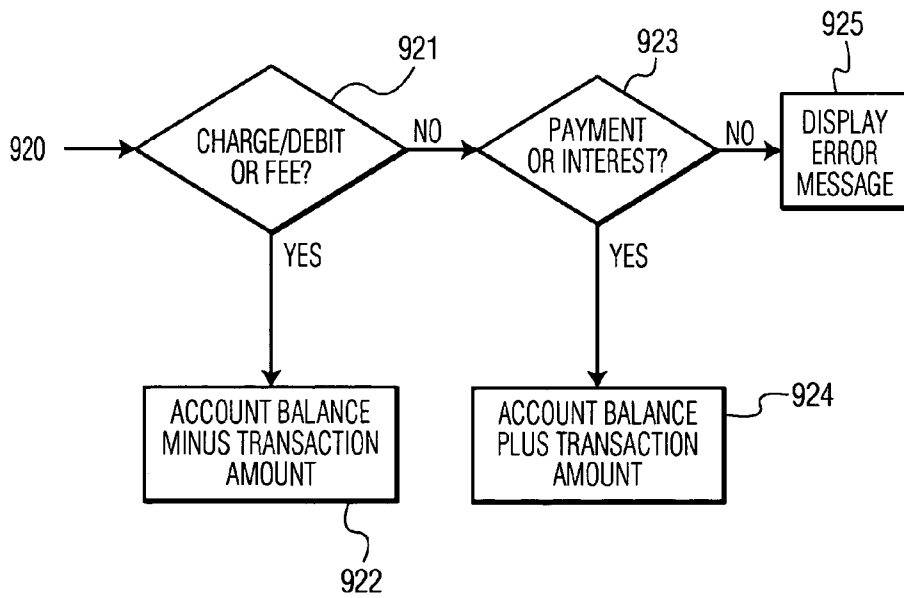 921
923
925
920
CHARGE/DEBIT
OR FEE?
NO
PAYMENT
OR INTEREST?
NO
DISPLAY
ERROR
MESSAGE
YES
YES
ACCOUNT BALANCE
MINUS TRANSACTION
AMOUNT
922
ACCOUNT BALANCE
PLUS TRANSACTION
AMOUNT
924